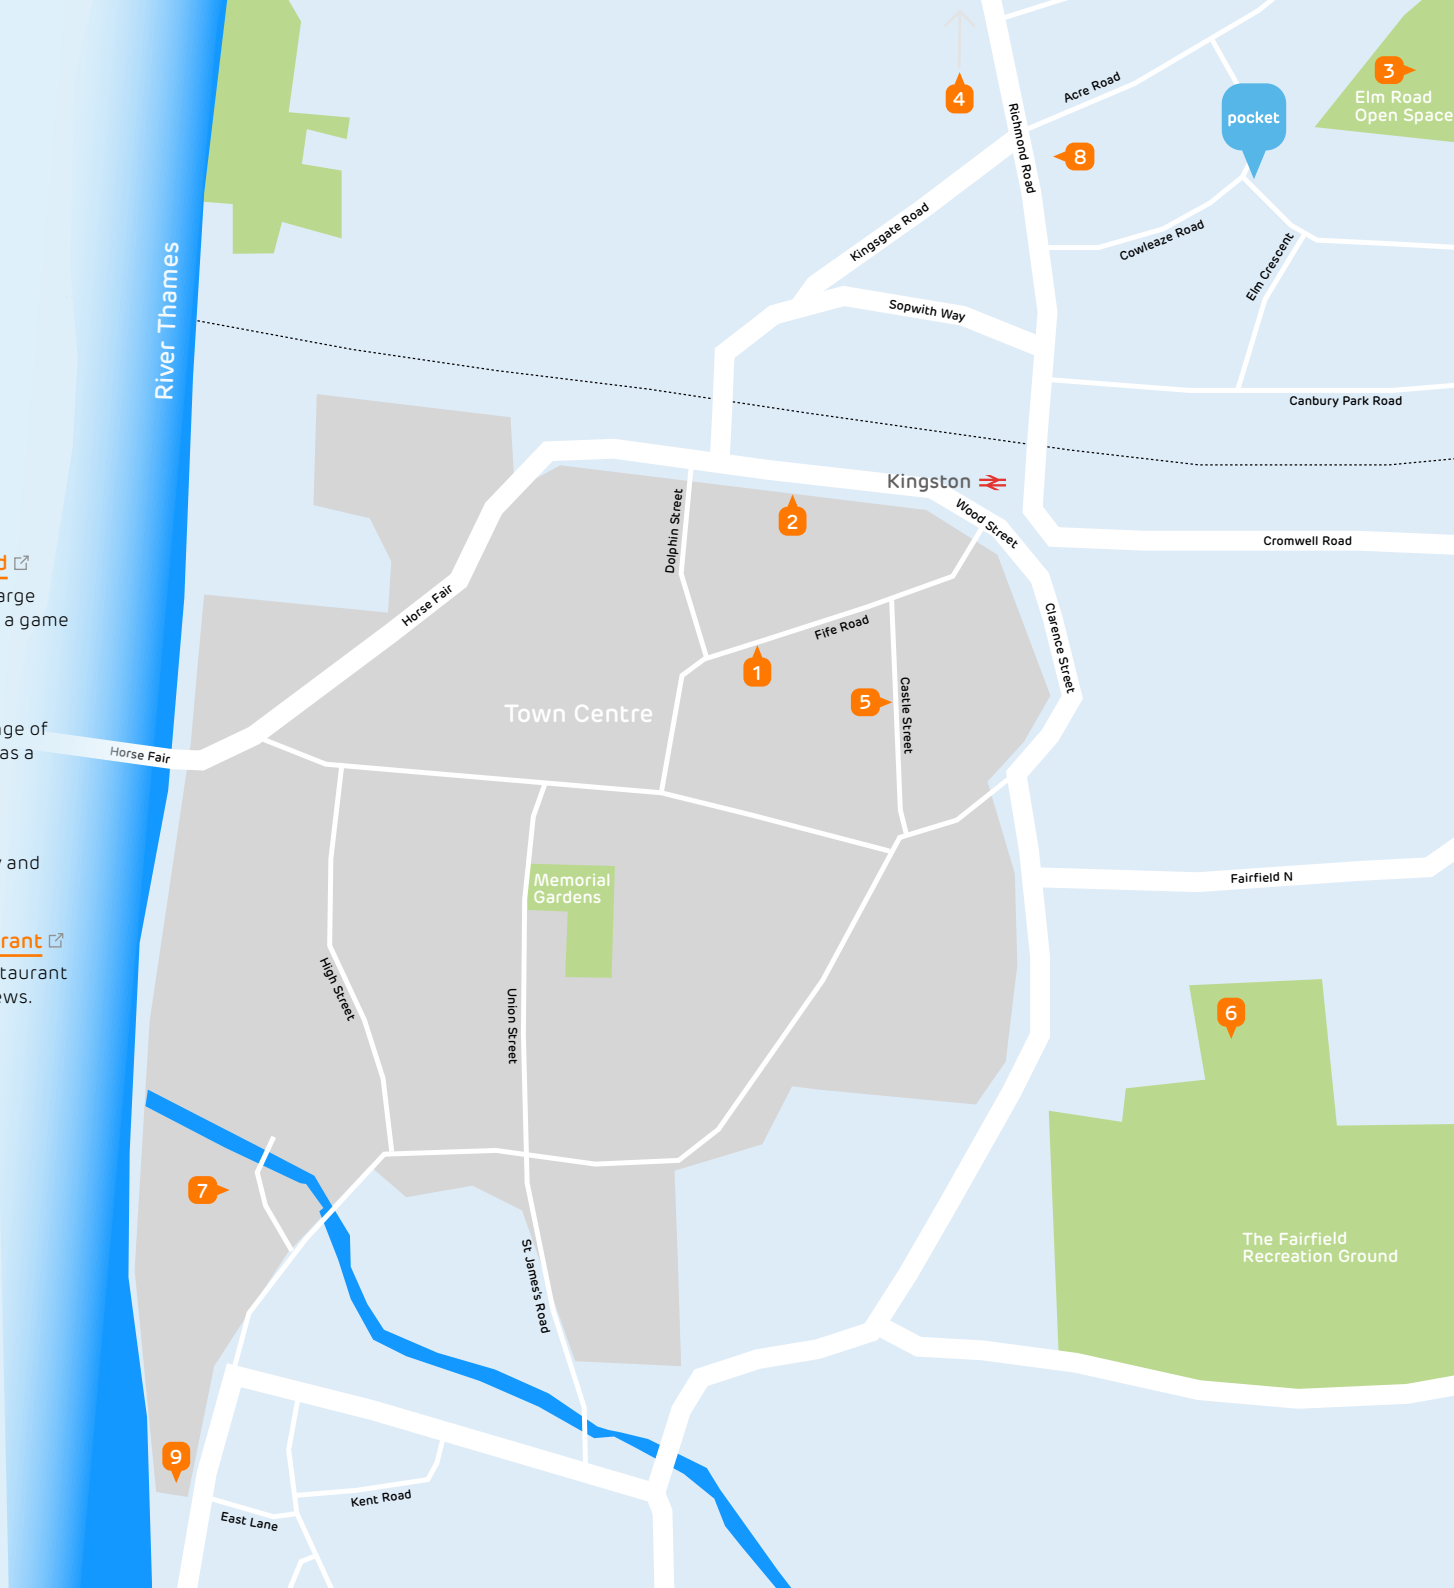 4
Acre Road
3
Elm Road
Open Space
pocket
Richmond Road
8
Kingsgate Road
Cowleaze Road
Elm Crescent
River Thames
Sopwith Way
Canbury Park Road
Kingston
2
Dolphin Street
Wood Street
Cromwell Road
d
arge
a game
Horse Fair
Fife Road
1
Clarence Street
5
Castle Street
Town Centre
ge of
as a
Horse Fair
and
Memorial
Gardens
Fairfield N
rant
taurant
ews.
High Street
Union Street
6
7
The Fairfield
Recreation Ground
St James's Road
9
Kent Road
East Lane